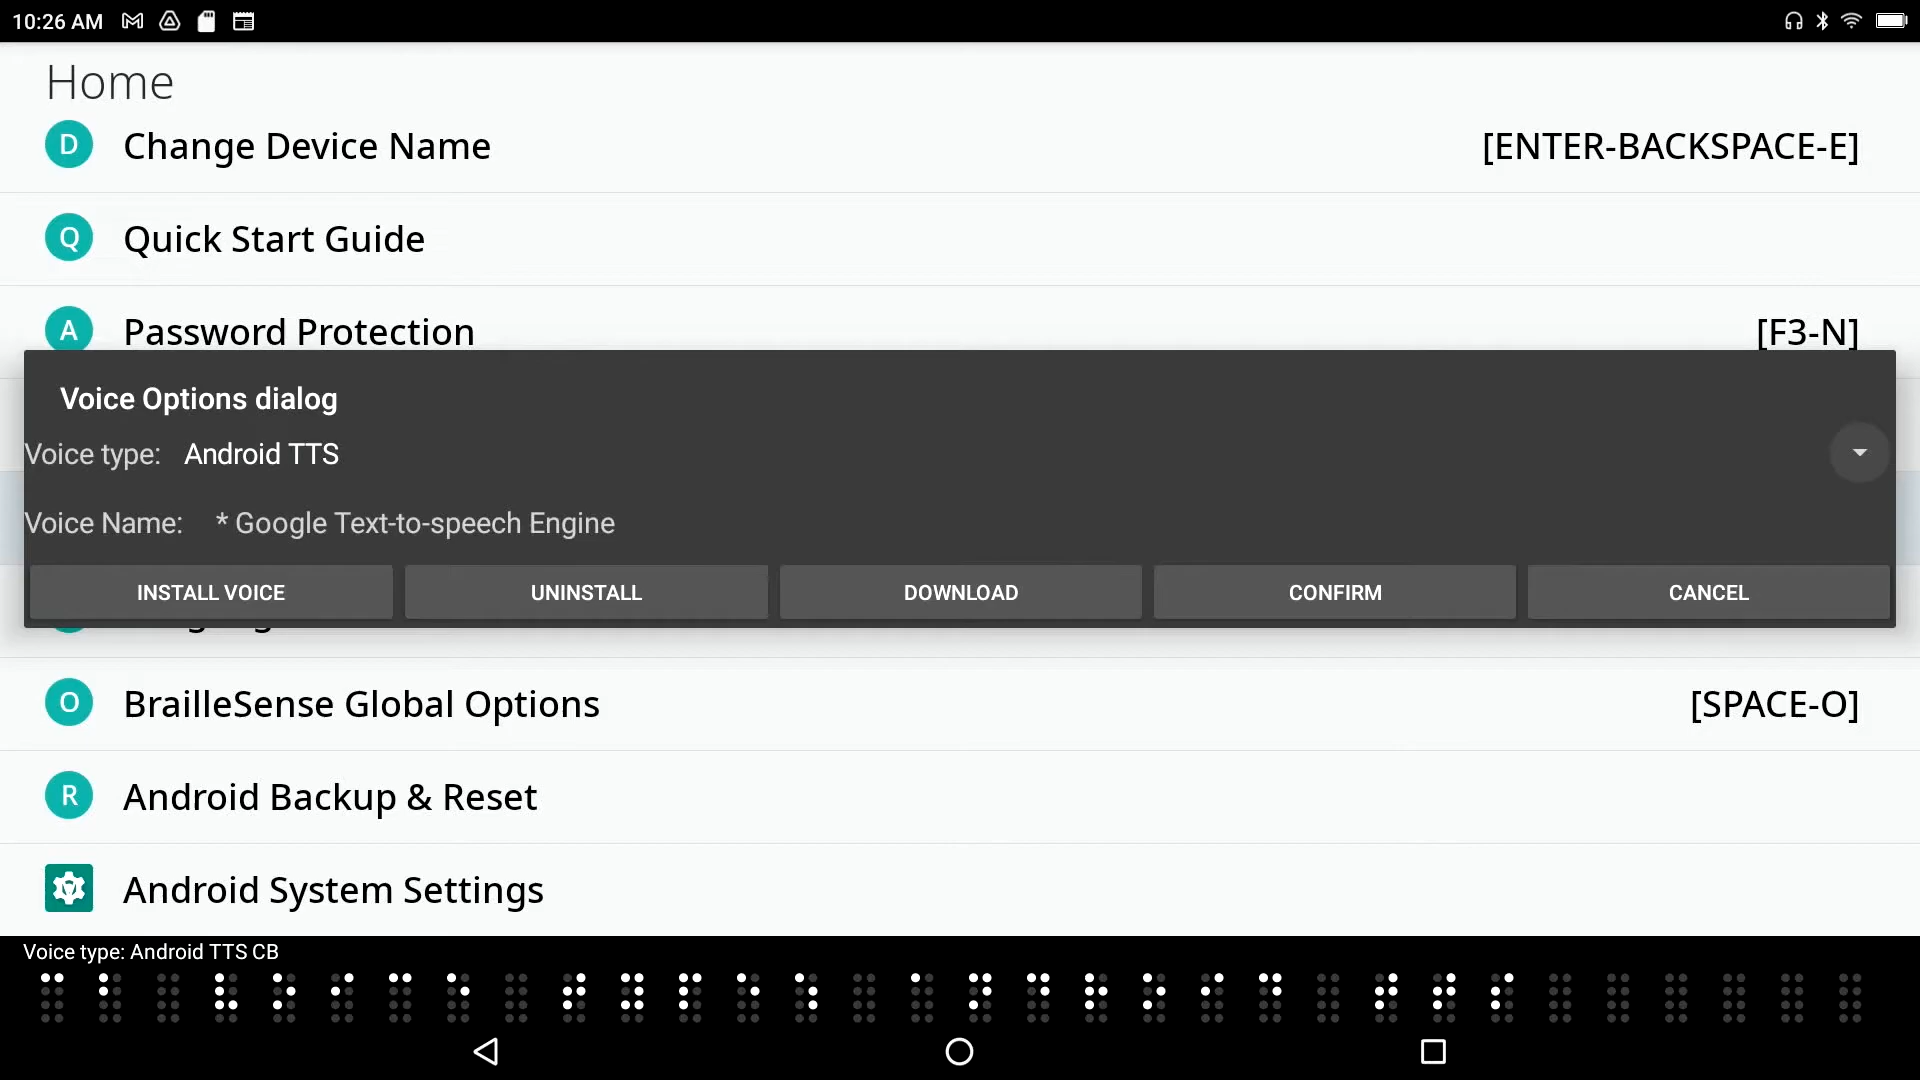 10:26 AM
Home
D Change Device Name [ENTER-BACKSPACE-E]
Q Quick Start Guide
A Password Protection [F3-N]
Voice Options dialog
Voice type: Android TTS
Voice Name: * Google Text-to-speech Engine
INSTALL VOICE UNINSTALL DOWNLOAD CONFIRM CANCEL
O BrailleSense Global Options [SPACE-O]
R Android Backup & Reset
Android System Settings
Voice type: Android TTS CB